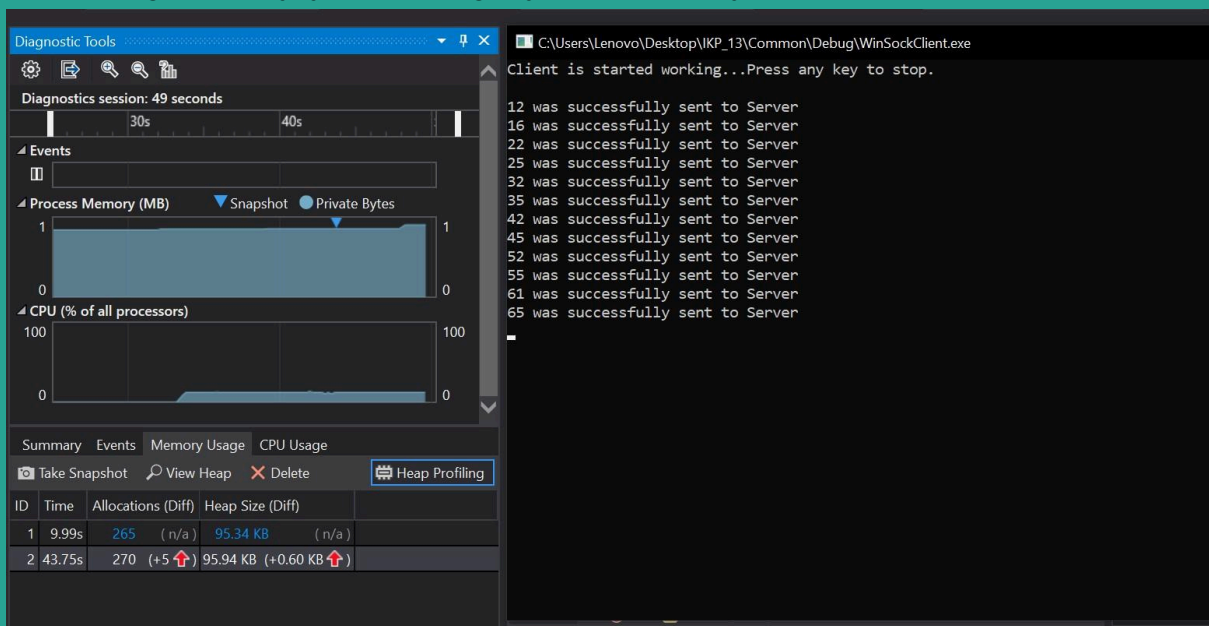 Diagnostic Tools
Diagnostics session: 49 seconds
30s 40s
Events
Process Memory (MB) Snapshot Private Bytes
1 1
0 0
CPU (% of all processors)
100 100
0 0
Summary Events Memory Usage CPU Usage
Take Snapshot View Heap Delete Heap Profiling
ID Time Allocations (Diff) Heap Size (Diff)
1 9.99s 265 (n/a) 95.34 KB (n/a)
2 43.75s 270 (+5) 95.94 KB (+0.60 KB)
C:\Users\Lenovo\Desktop\IKP_13\Common\Debug\WinSockClient.exe
Client is started working...Press any key to stop.
12 was successfully sent to Server
16 was successfully sent to Server
22 was successfully sent to Server
25 was successfully sent to Server
32 was successfully sent to Server
35 was successfully sent to Server
42 was successfully sent to Server
45 was successfully sent to Server
52 was successfully sent to Server
55 was successfully sent to Server
61 was successfully sent to Server
65 was successfully sent to Server